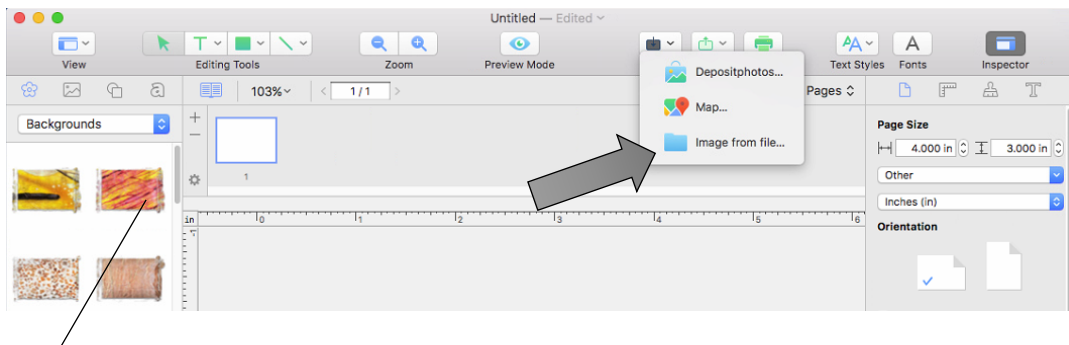 Untitled — Edited
View
Editing Tools
Zoom
Preview Mode
Text Styles
Fonts
Inspector
Depositphotos...
Map...
Image from file...
103%
1/1
Pages
Backgrounds
1
Page Size
4.000 in
3.000 in
Other
Inches (in)
Orientation
in
0 1 2 3 4 5 6